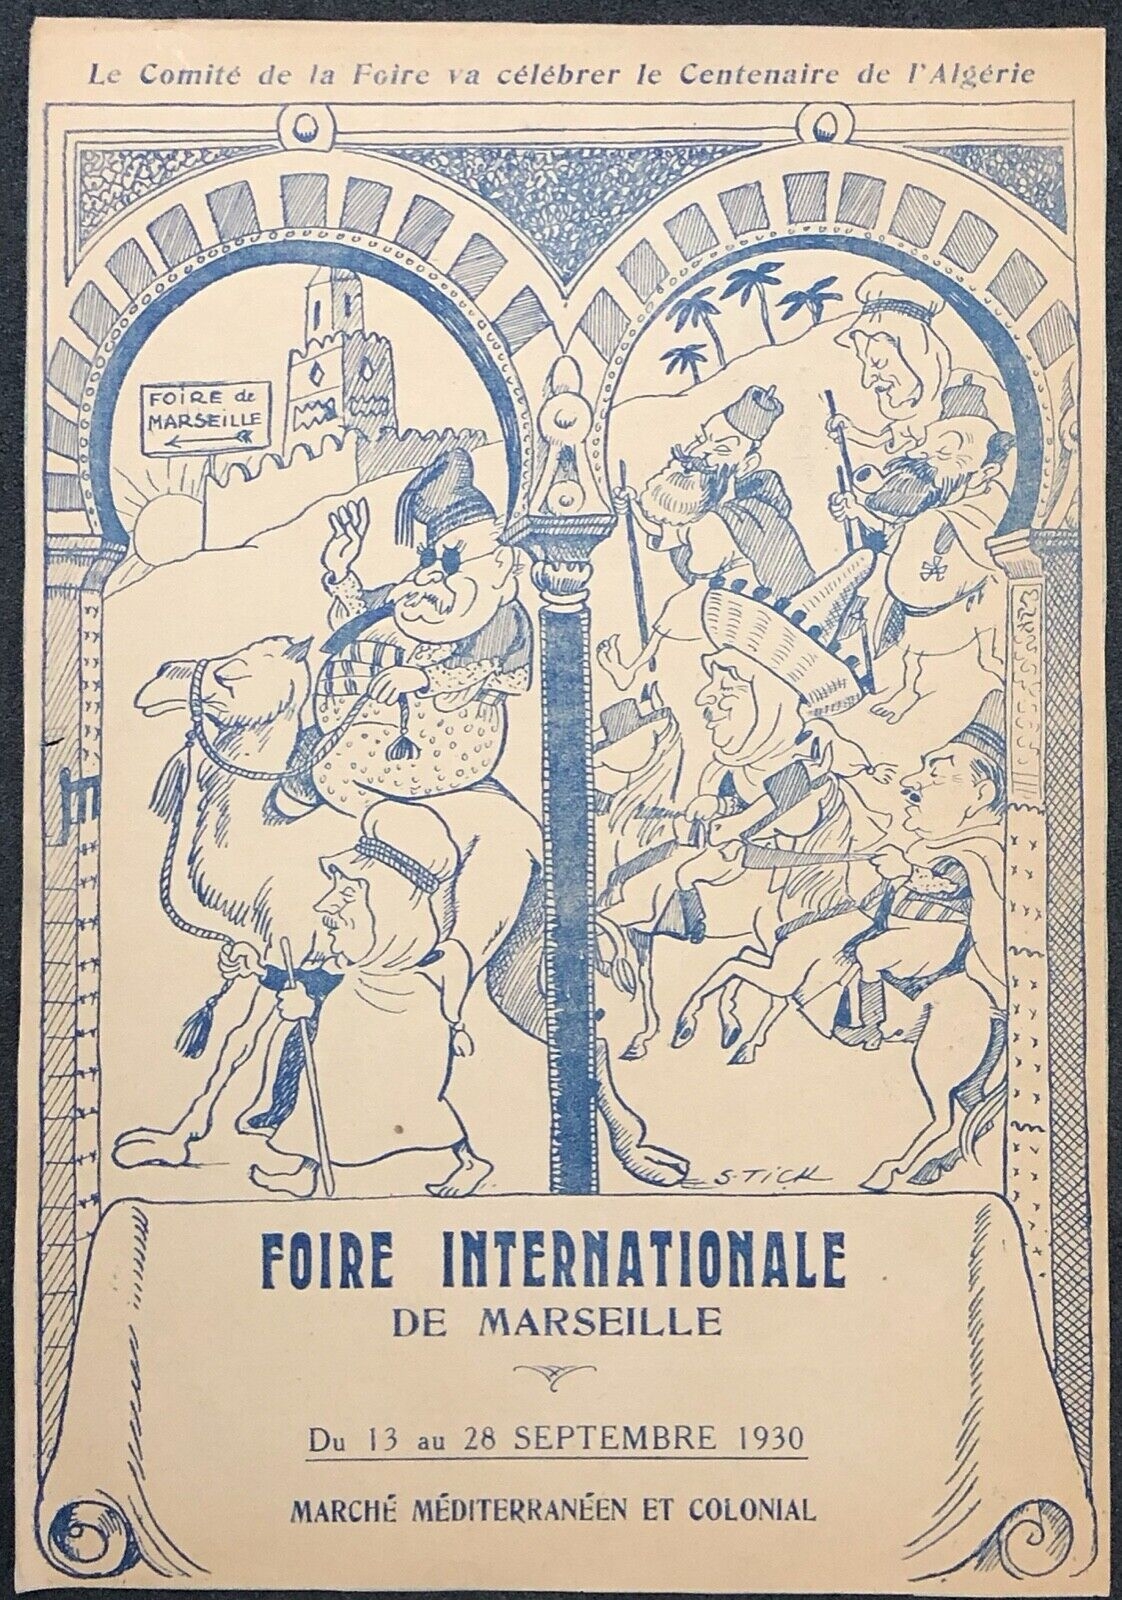 Le Comité de la Foire va célébrer le Centenaire de l'Algérie
FOIRE de
MARSEILLE
S-TICK
FOIRE INTERNATIONALE
DE MARSEILLE
Du 13 au 28 SEPTEMBRE 1930
MARCHÉ MÉDITERRANÉEN ET COLONIAL